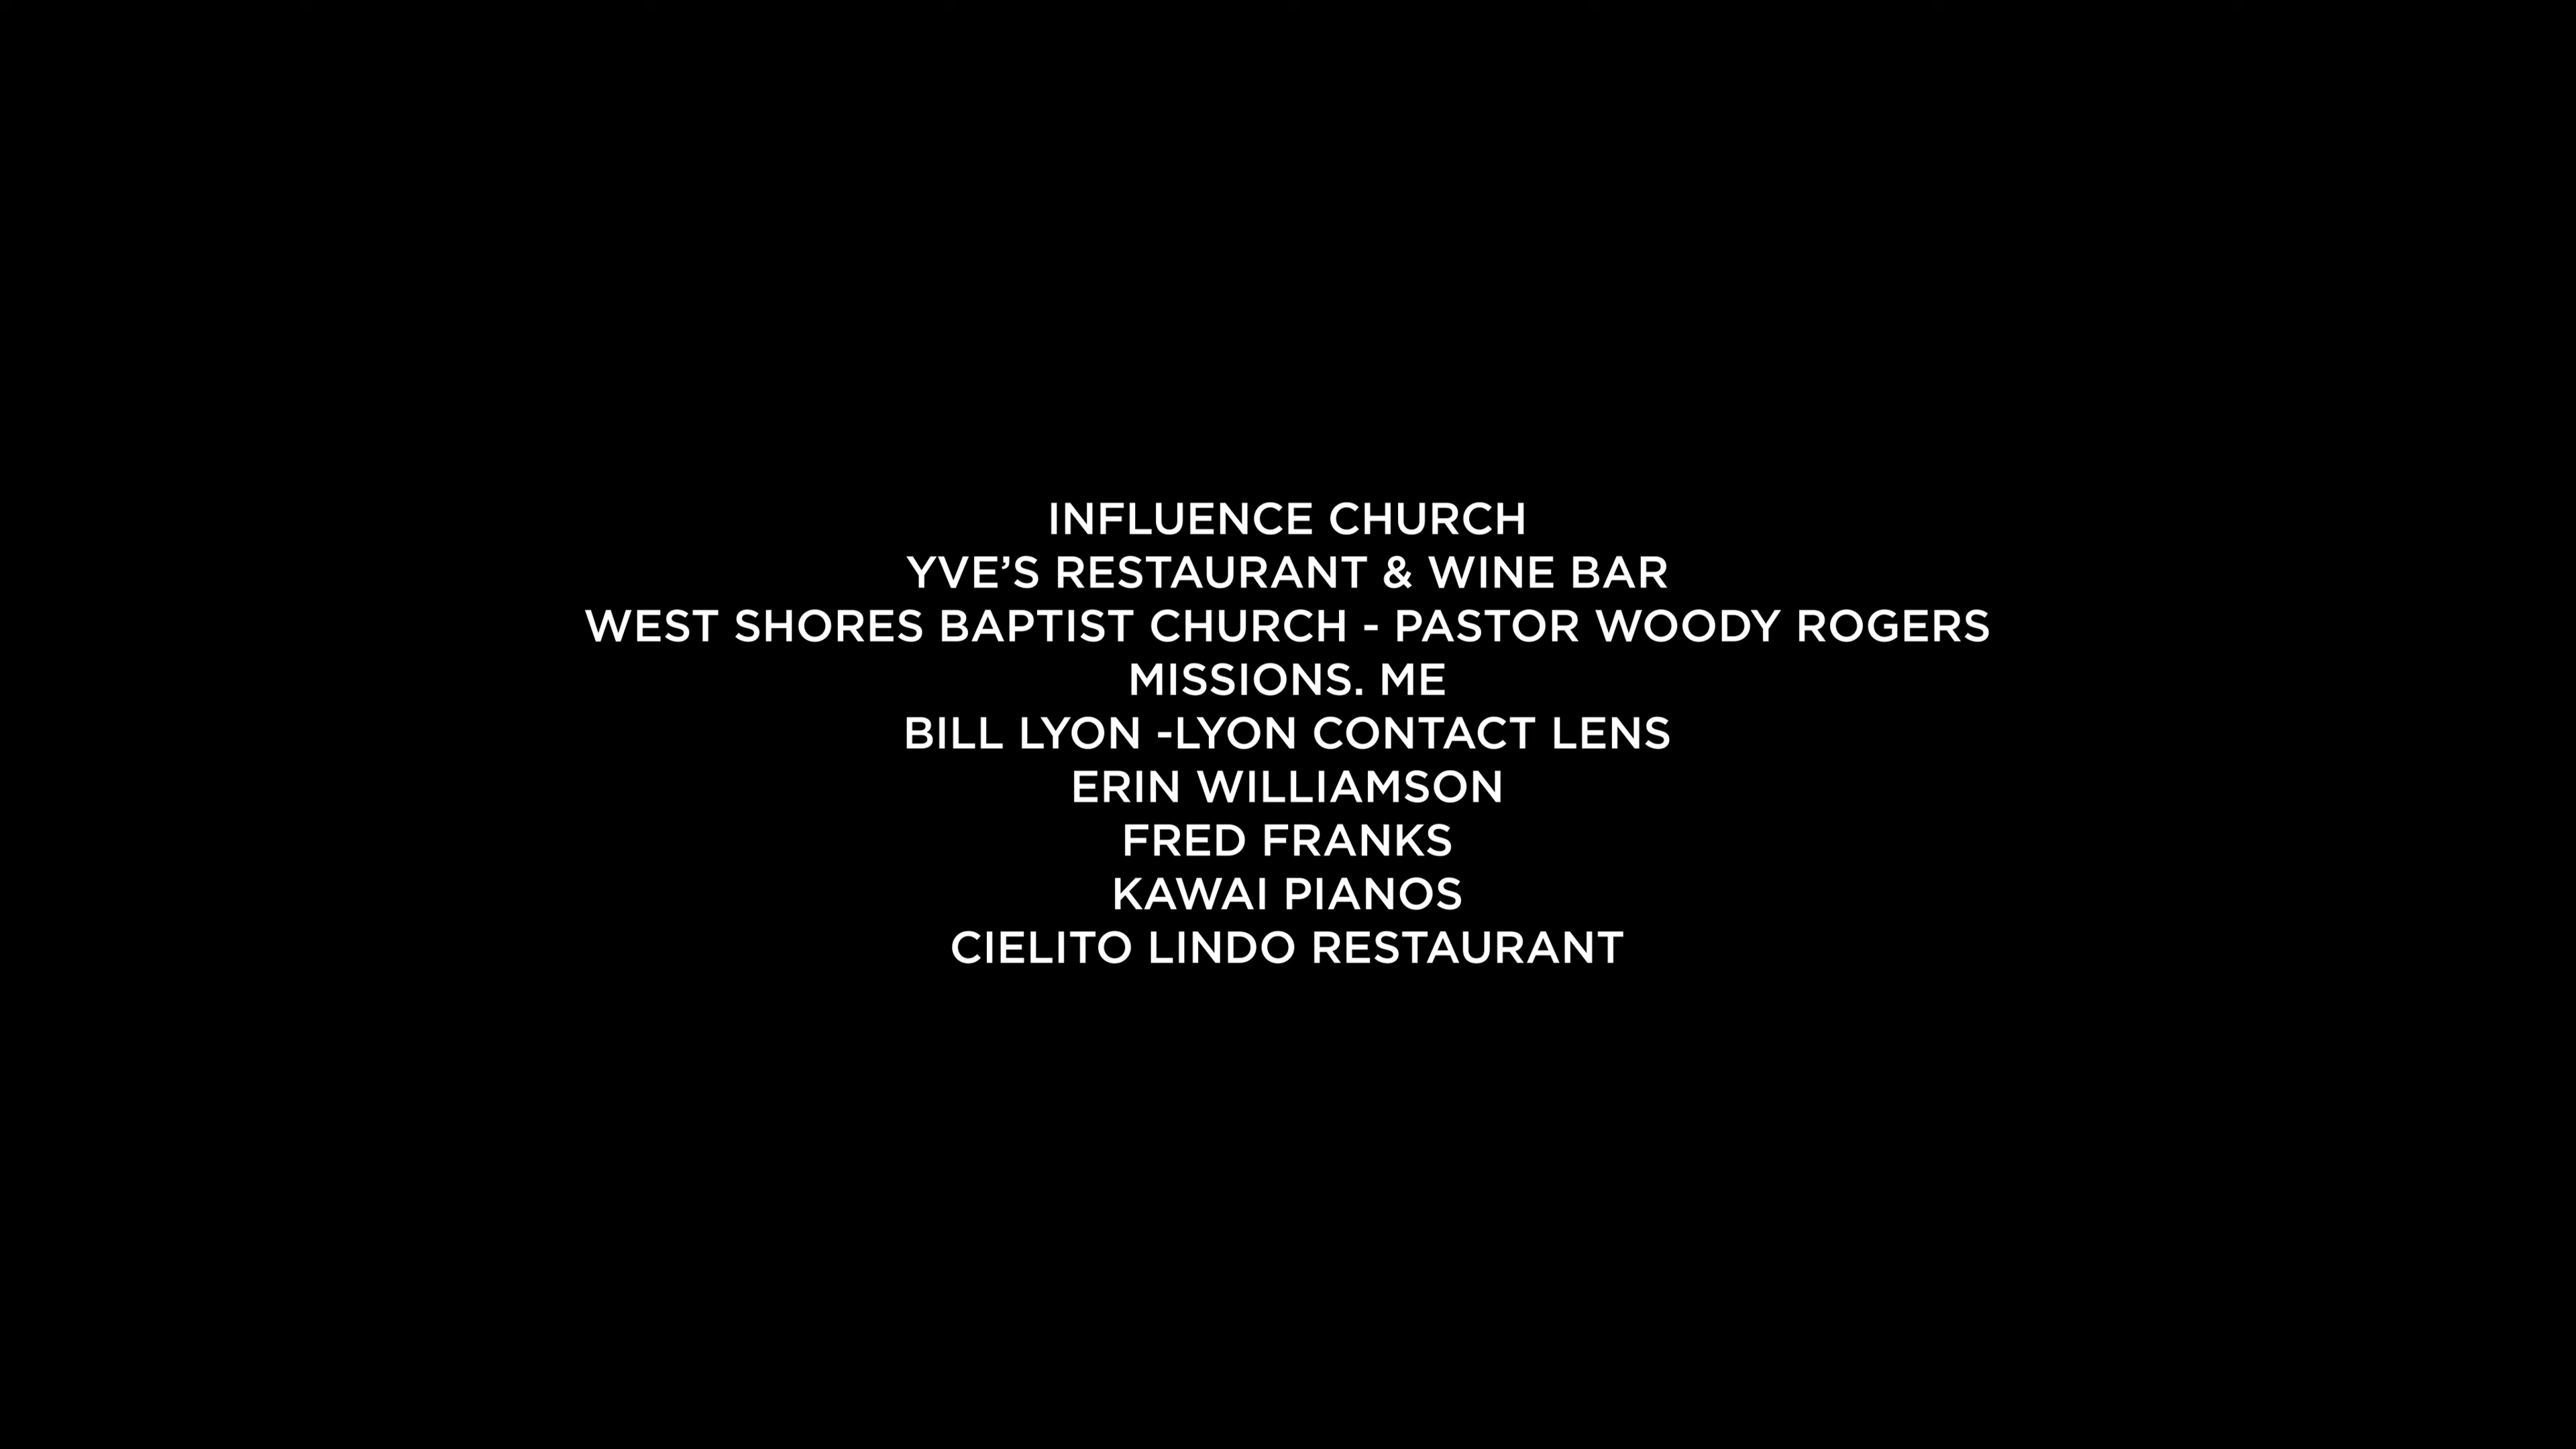 INFLUENCE CHURCH
YVE’S RESTAURANT & WINE BAR
WEST SHORES BAPTIST CHURCH - PASTOR WOODY ROGERS
MISSIONS. ME
BILL LYON -LYON CONTACT LENS
ERIN WILLIAMSON
FRED FRANKS
KAWAI PIANOS
CIELITO LINDO RESTAURANT